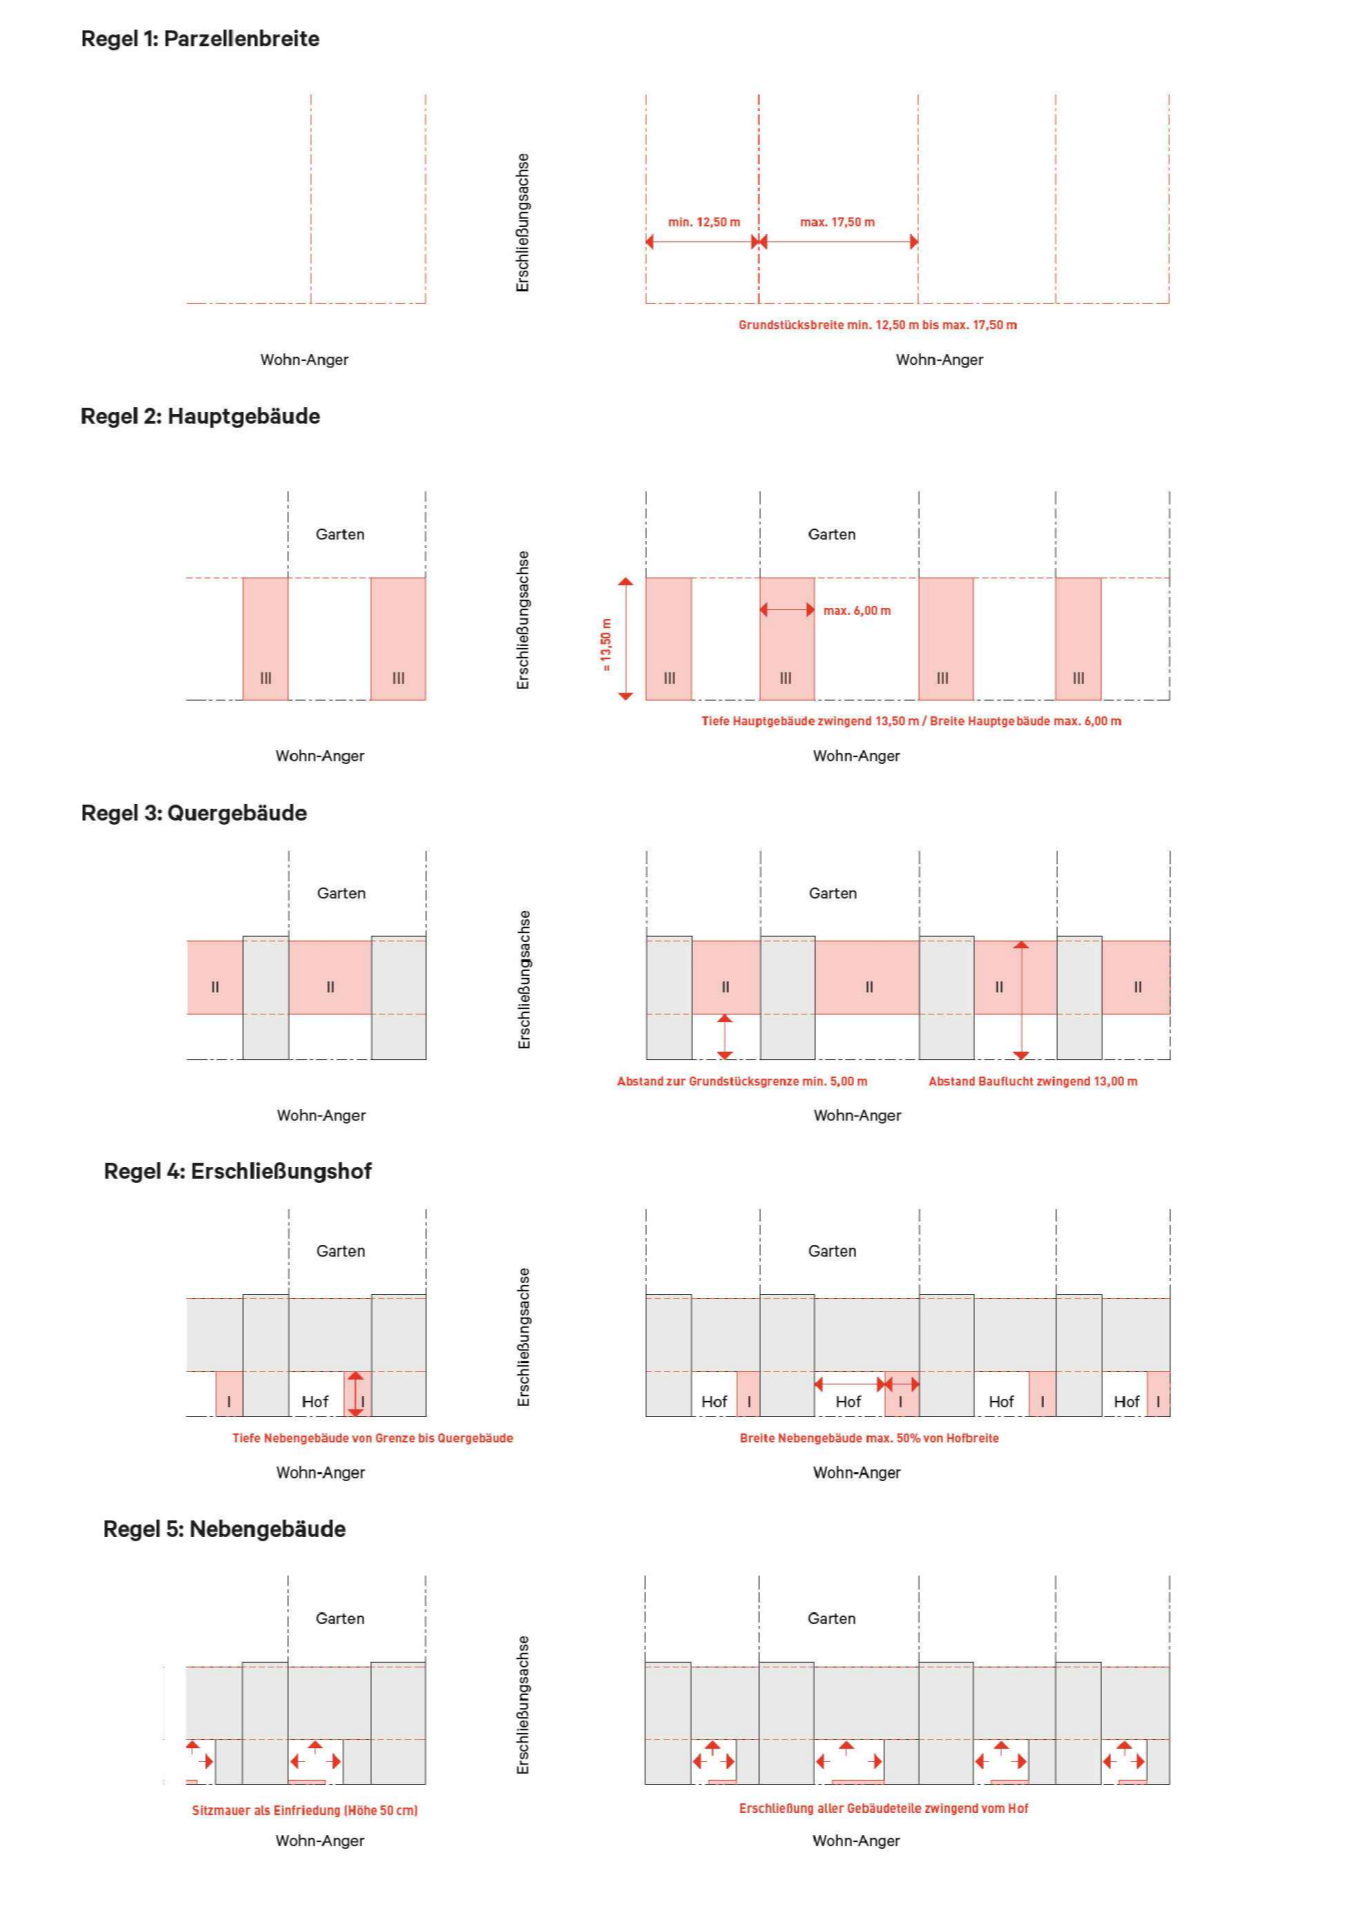 Regel 1: Parzellenbreite
Erschließungsachse
min. 12,50 m
max. 17,50 m
Grundstücksbreite min. 12,50 m bis max. 17,50 m
Wohn-Anger
Wohn-Anger
Regel 2: Hauptgebäude
Garten
Erschließungsachse
Garten
= 13,50 m
max. 6,00 m
III
III
III
III
III
III
Tiefe Hauptgebäude zwingend 13,50 m / Breite Hauptgebäude max. 6,00 m
Wohn-Anger
Wohn-Anger
Regel 3: Quergebäude
Garten
Erschließungsachse
Garten
II
II
II
II
II
II
Abstand zur Grundstücksgrenze min. 5,00 m
Abstand Bauflucht zwingend 13,00 m
Wohn-Anger
Wohn-Anger
Regel 4: Erschließungshof
Garten
Erschließungsachse
Garten
I
Hof
I
Hof
I
Hof
I
Hof
I
Hof
I
Tiefe Nebengebäude von Grenze bis Quergebäude
Breite Nebengebäude max. 50% von Hofbreite
Wohn-Anger
Wohn-Anger
Regel 5: Nebengebäude
Garten
Erschließungsachse
Garten
Sitzmauer als Einfriedung (Höhe 50 cm)
Erschließung aller Gebäudeteile zwingend vom Hof
Wohn-Anger
Wohn-Anger